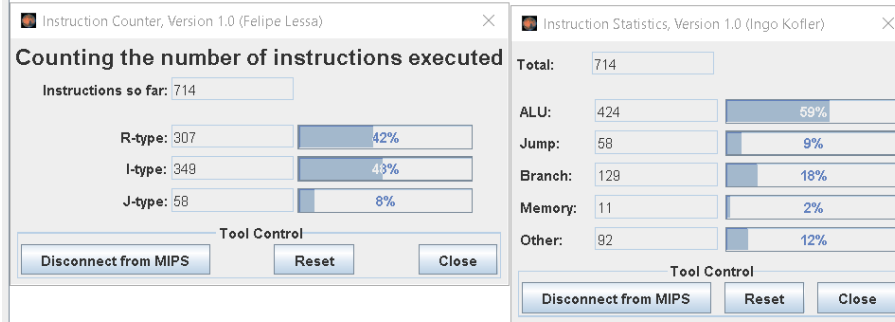 Instruction Counter, Version 1.0 (Felipe Lessa)
Counting the number of instructions executed
Instructions so far: 714
R-type: 307 42%
I-type: 349 48%
J-type: 58 8%
Tool Control
Disconnect from MIPS Reset Close
Instruction Statistics, Version 1.0 (Ingo Kofler)
Total: 714
ALU: 424 59%
Jump: 58 9%
Branch: 129 18%
Memory: 11 2%
Other: 92 12%
Tool Control
Disconnect from MIPS Reset Close